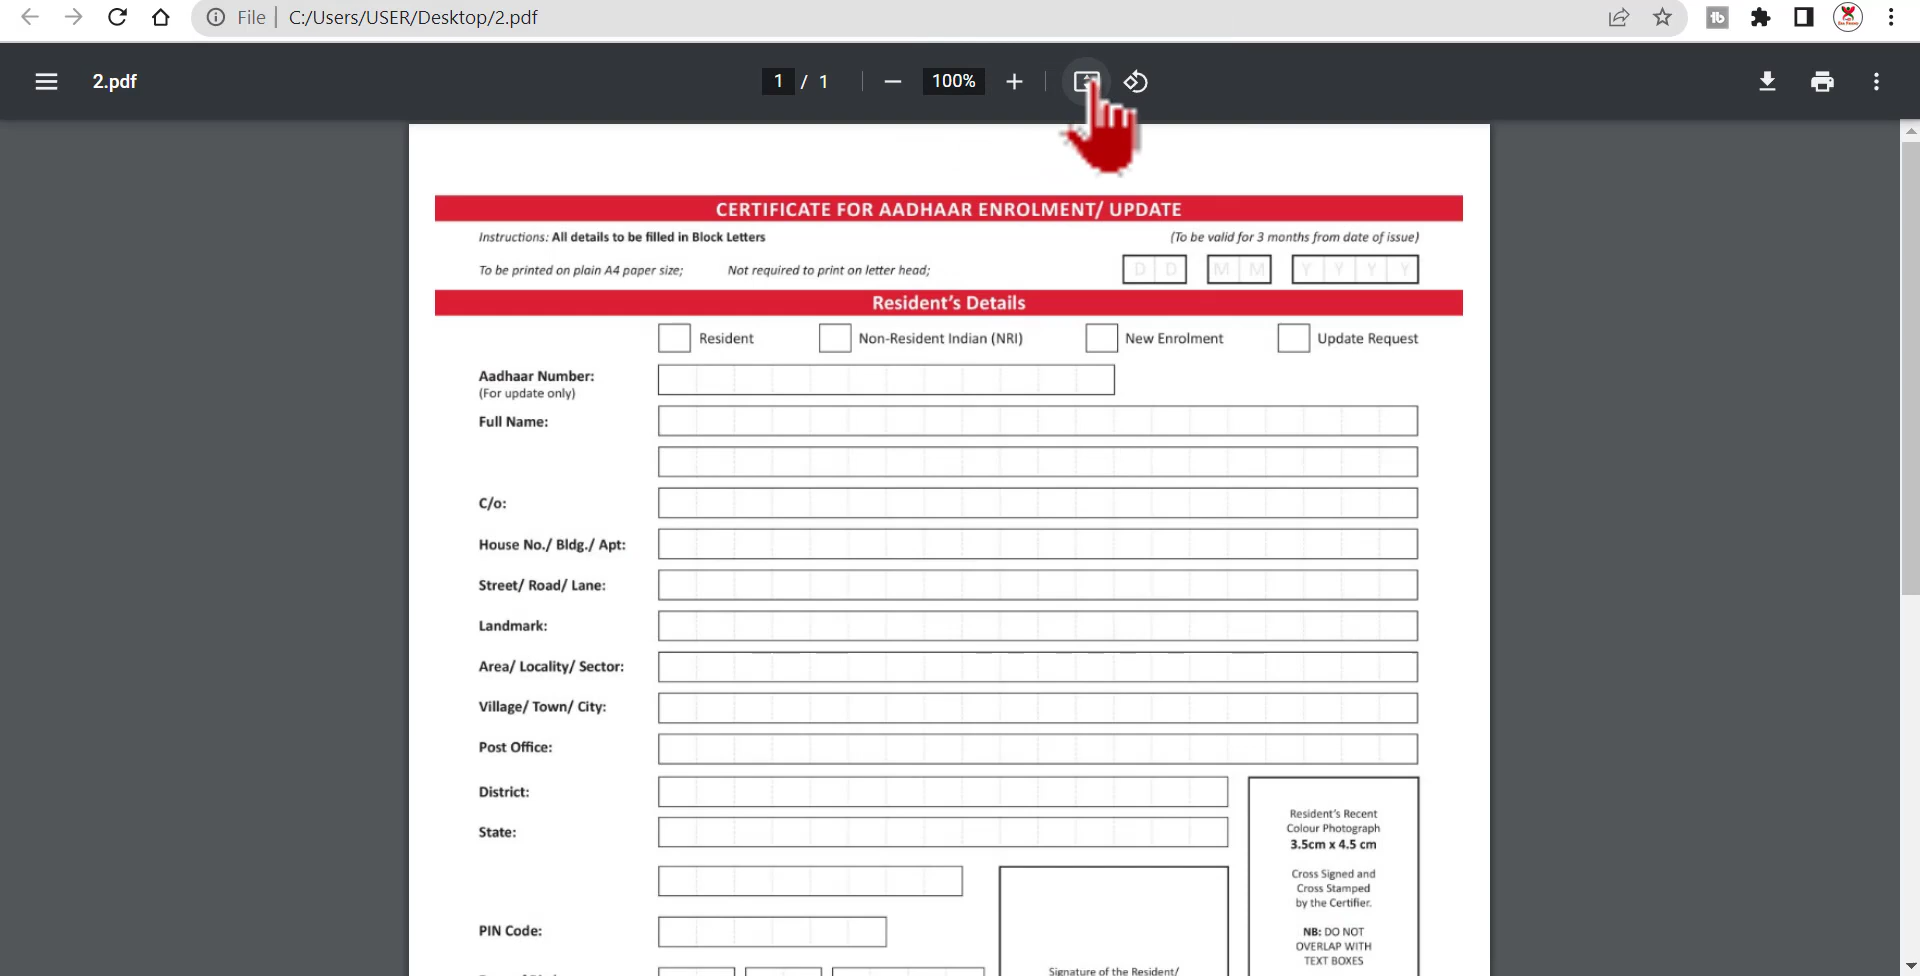 File C:/Users/USER/Desktop/2.pdf
2.pdf 1 / 1 100%
CERTIFICATE FOR AADHAAR ENROLMENT/ UPDATE
Instructions: All details to be filled in Block Letters (To be valid for 3 months from date of issue)
To be printed on plain A4 paper size; Not required to print on letter head; D D M M Y Y Y Y
Resident's Details
Resident Non-Resident Indian (NRI) New Enrolment Update Request
Aadhaar Number:
(For update only)
Full Name:
C/o:
House No./ Bldg./ Apt:
Street/ Road/ Lane:
Landmark:
Area/ Locality/ Sector:
Village/ Town/ City:
Post Office:
District:
State:
Resident's Recent
Colour Photograph
3.5cm x 4.5 cm
Cross Signed and
Cross Stamped
by the Certifier.
NB: DO NOT
OVERLAP WITH
TEXT BOXES
PIN Code:
Signature of the Resident/